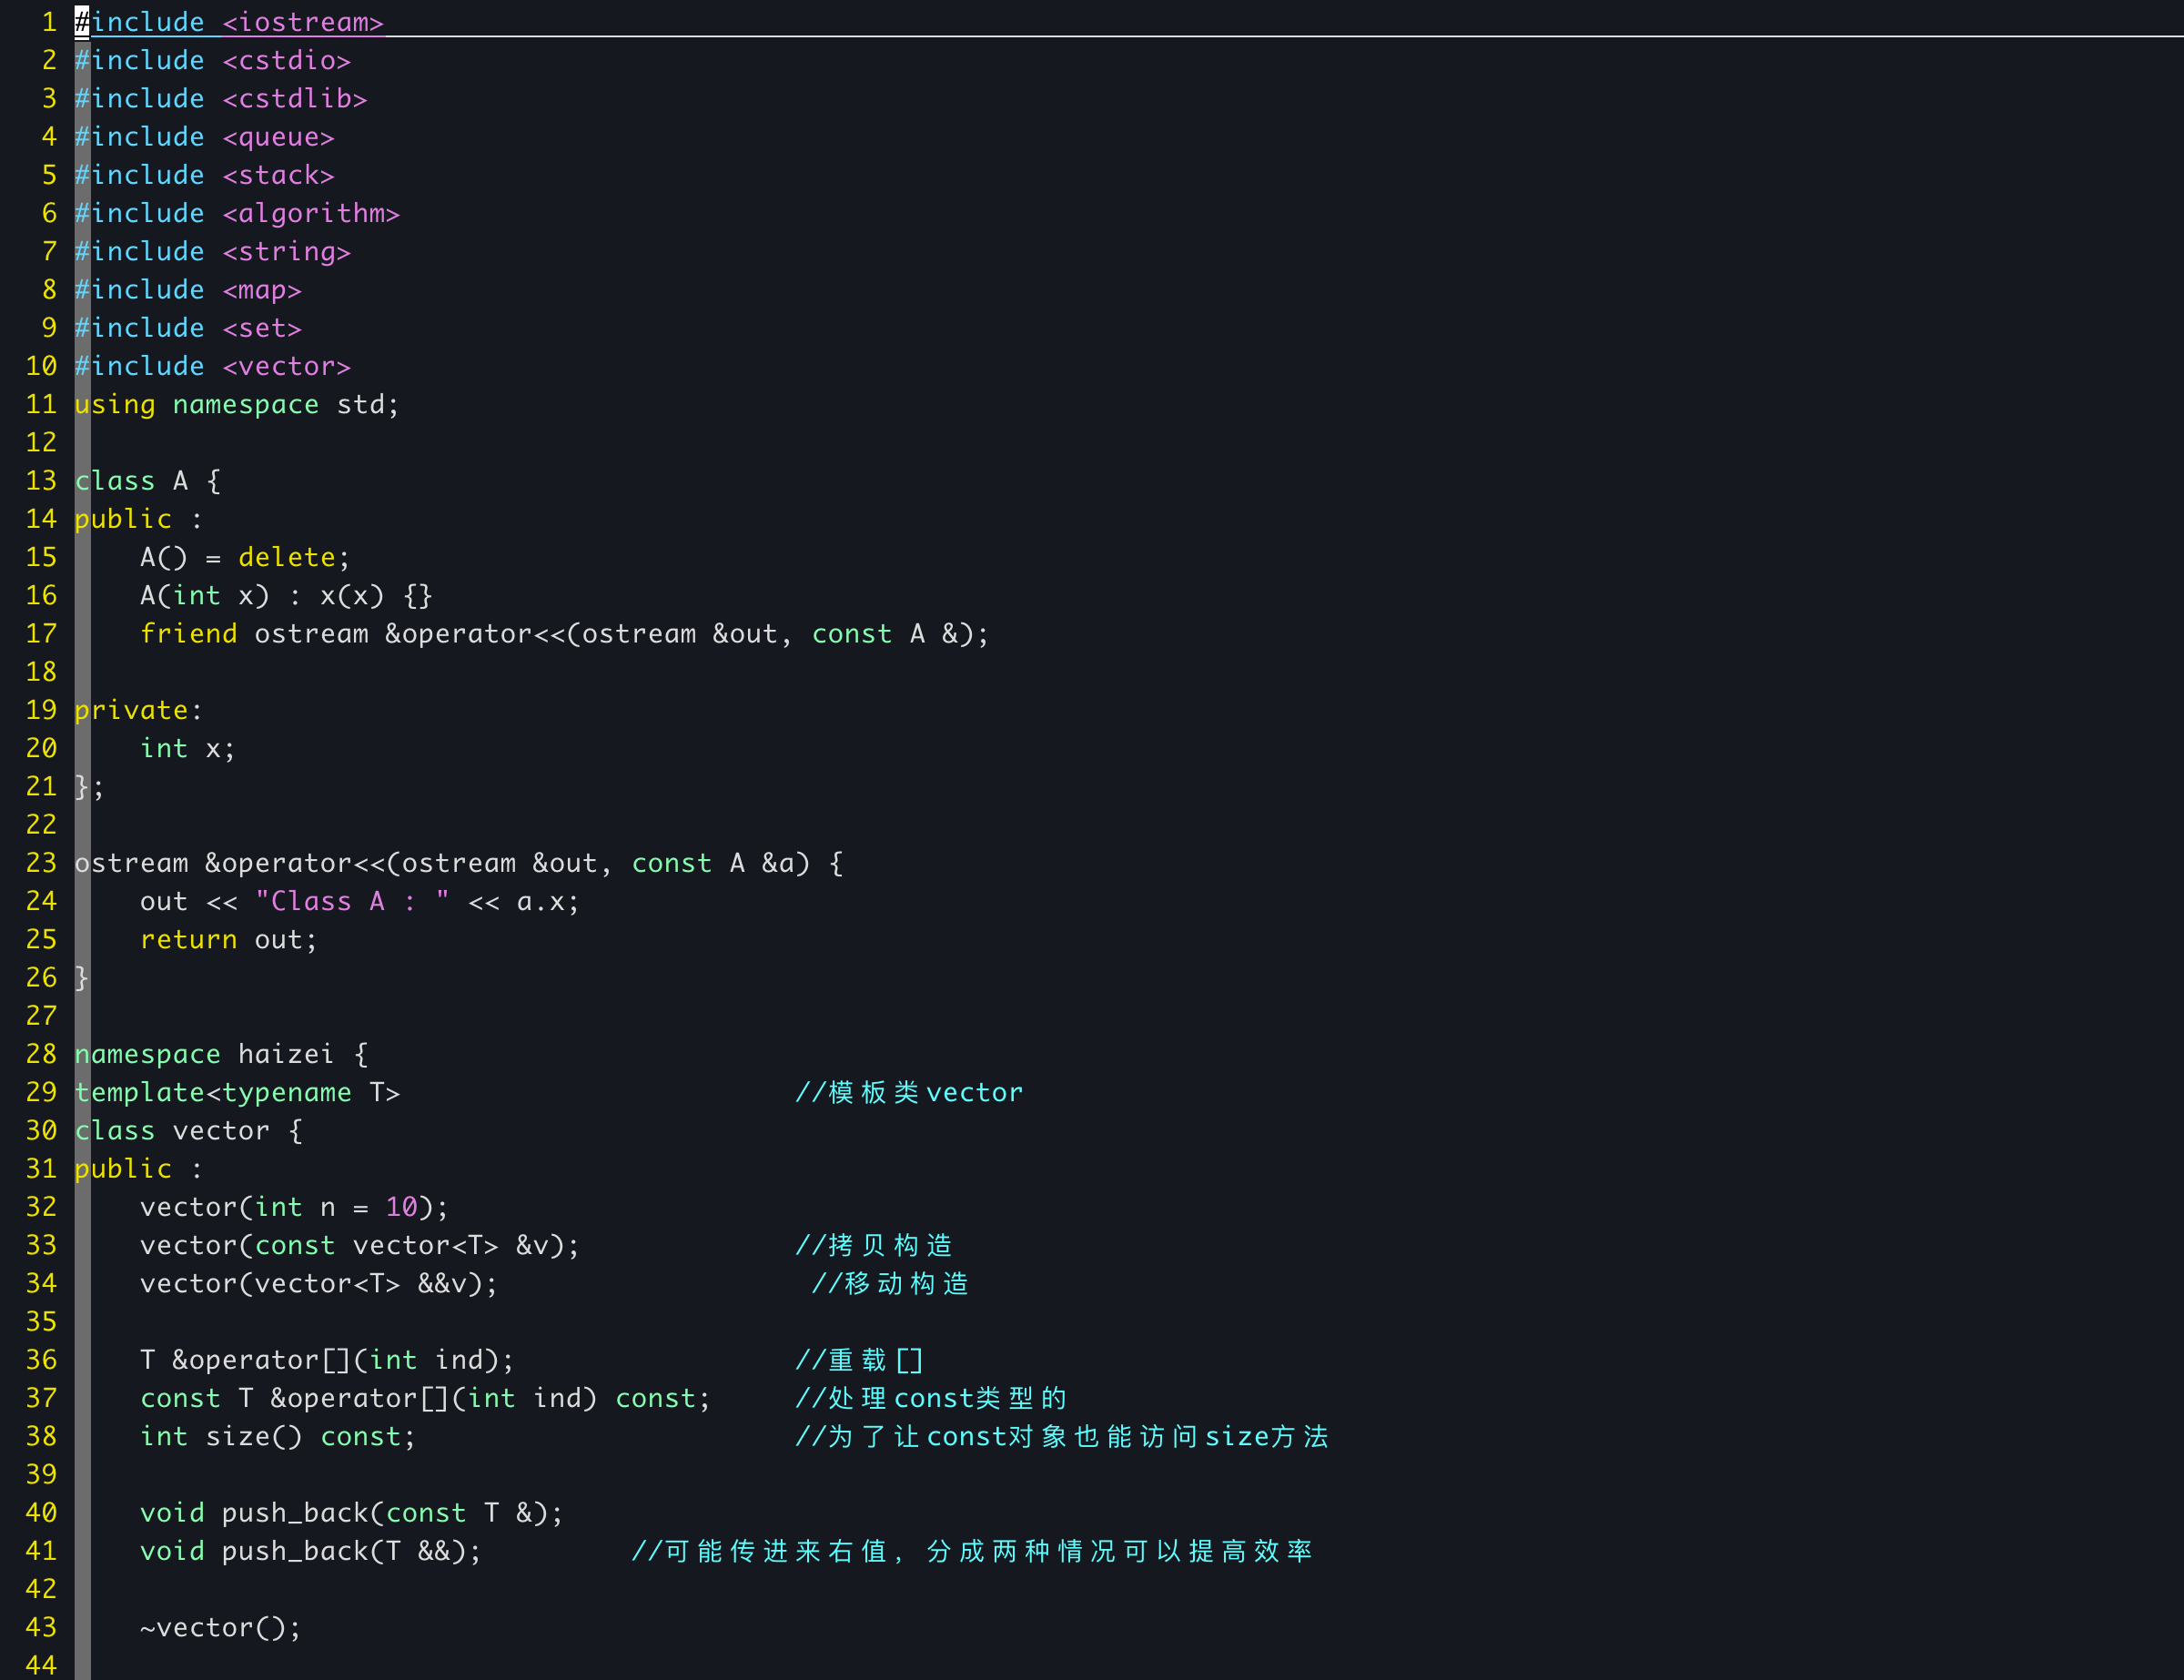 1 #include <iostream>
2 #include <cstdio>
3 #include <cstdlib>
4 #include <queue>
5 #include <stack>
6 #include <algorithm>
7 #include <string>
8 #include <map>
9 #include <set>
10 #include <vector>
11 using namespace std;
12
13 class A {
14 public :
15     A() = delete;
16     A(int x) : x(x) {}
17     friend ostream &operator<<(ostream &out, const A &);
18
19 private:
20     int x;
21 };
22
23 ostream &operator<<(ostream &out, const A &a) {
24     out << "Class A : " << a.x;
25     return out;
26 }
27
28 namespace haizei {
29 template<typename T>                        //模板类vector
30 class vector {
31 public :
32     vector(int n = 10);
33     vector(const vector<T> &v);             //拷贝构造
34     vector(vector<T> &&v);                   //移动构造
35
36     T &operator[](int ind);                 //重载[]
37     const T &operator[](int ind) const;     //处理const类型的
38     int size() const;                       //为了让const对象也能访问size方法
39
40     void push_back(const T &);
41     void push_back(T &&);         //可能传进来右值，分成两种情况可以提高效率
42
43     ~vector();
44